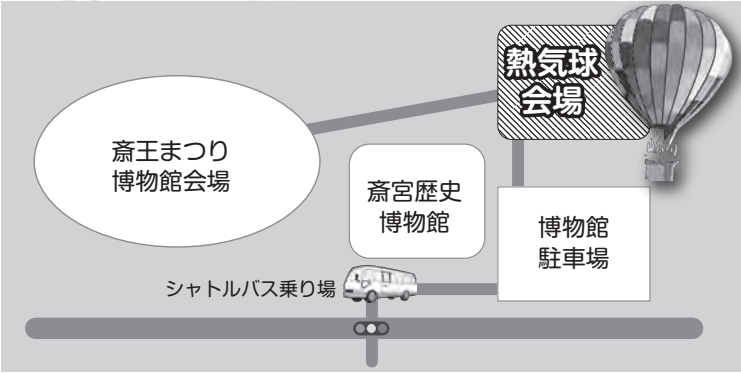 熱気球
会場
斎王まつり
博物館会場
斎宮歴史
博物館
博物館
駐車場
シャトルバス乗り場